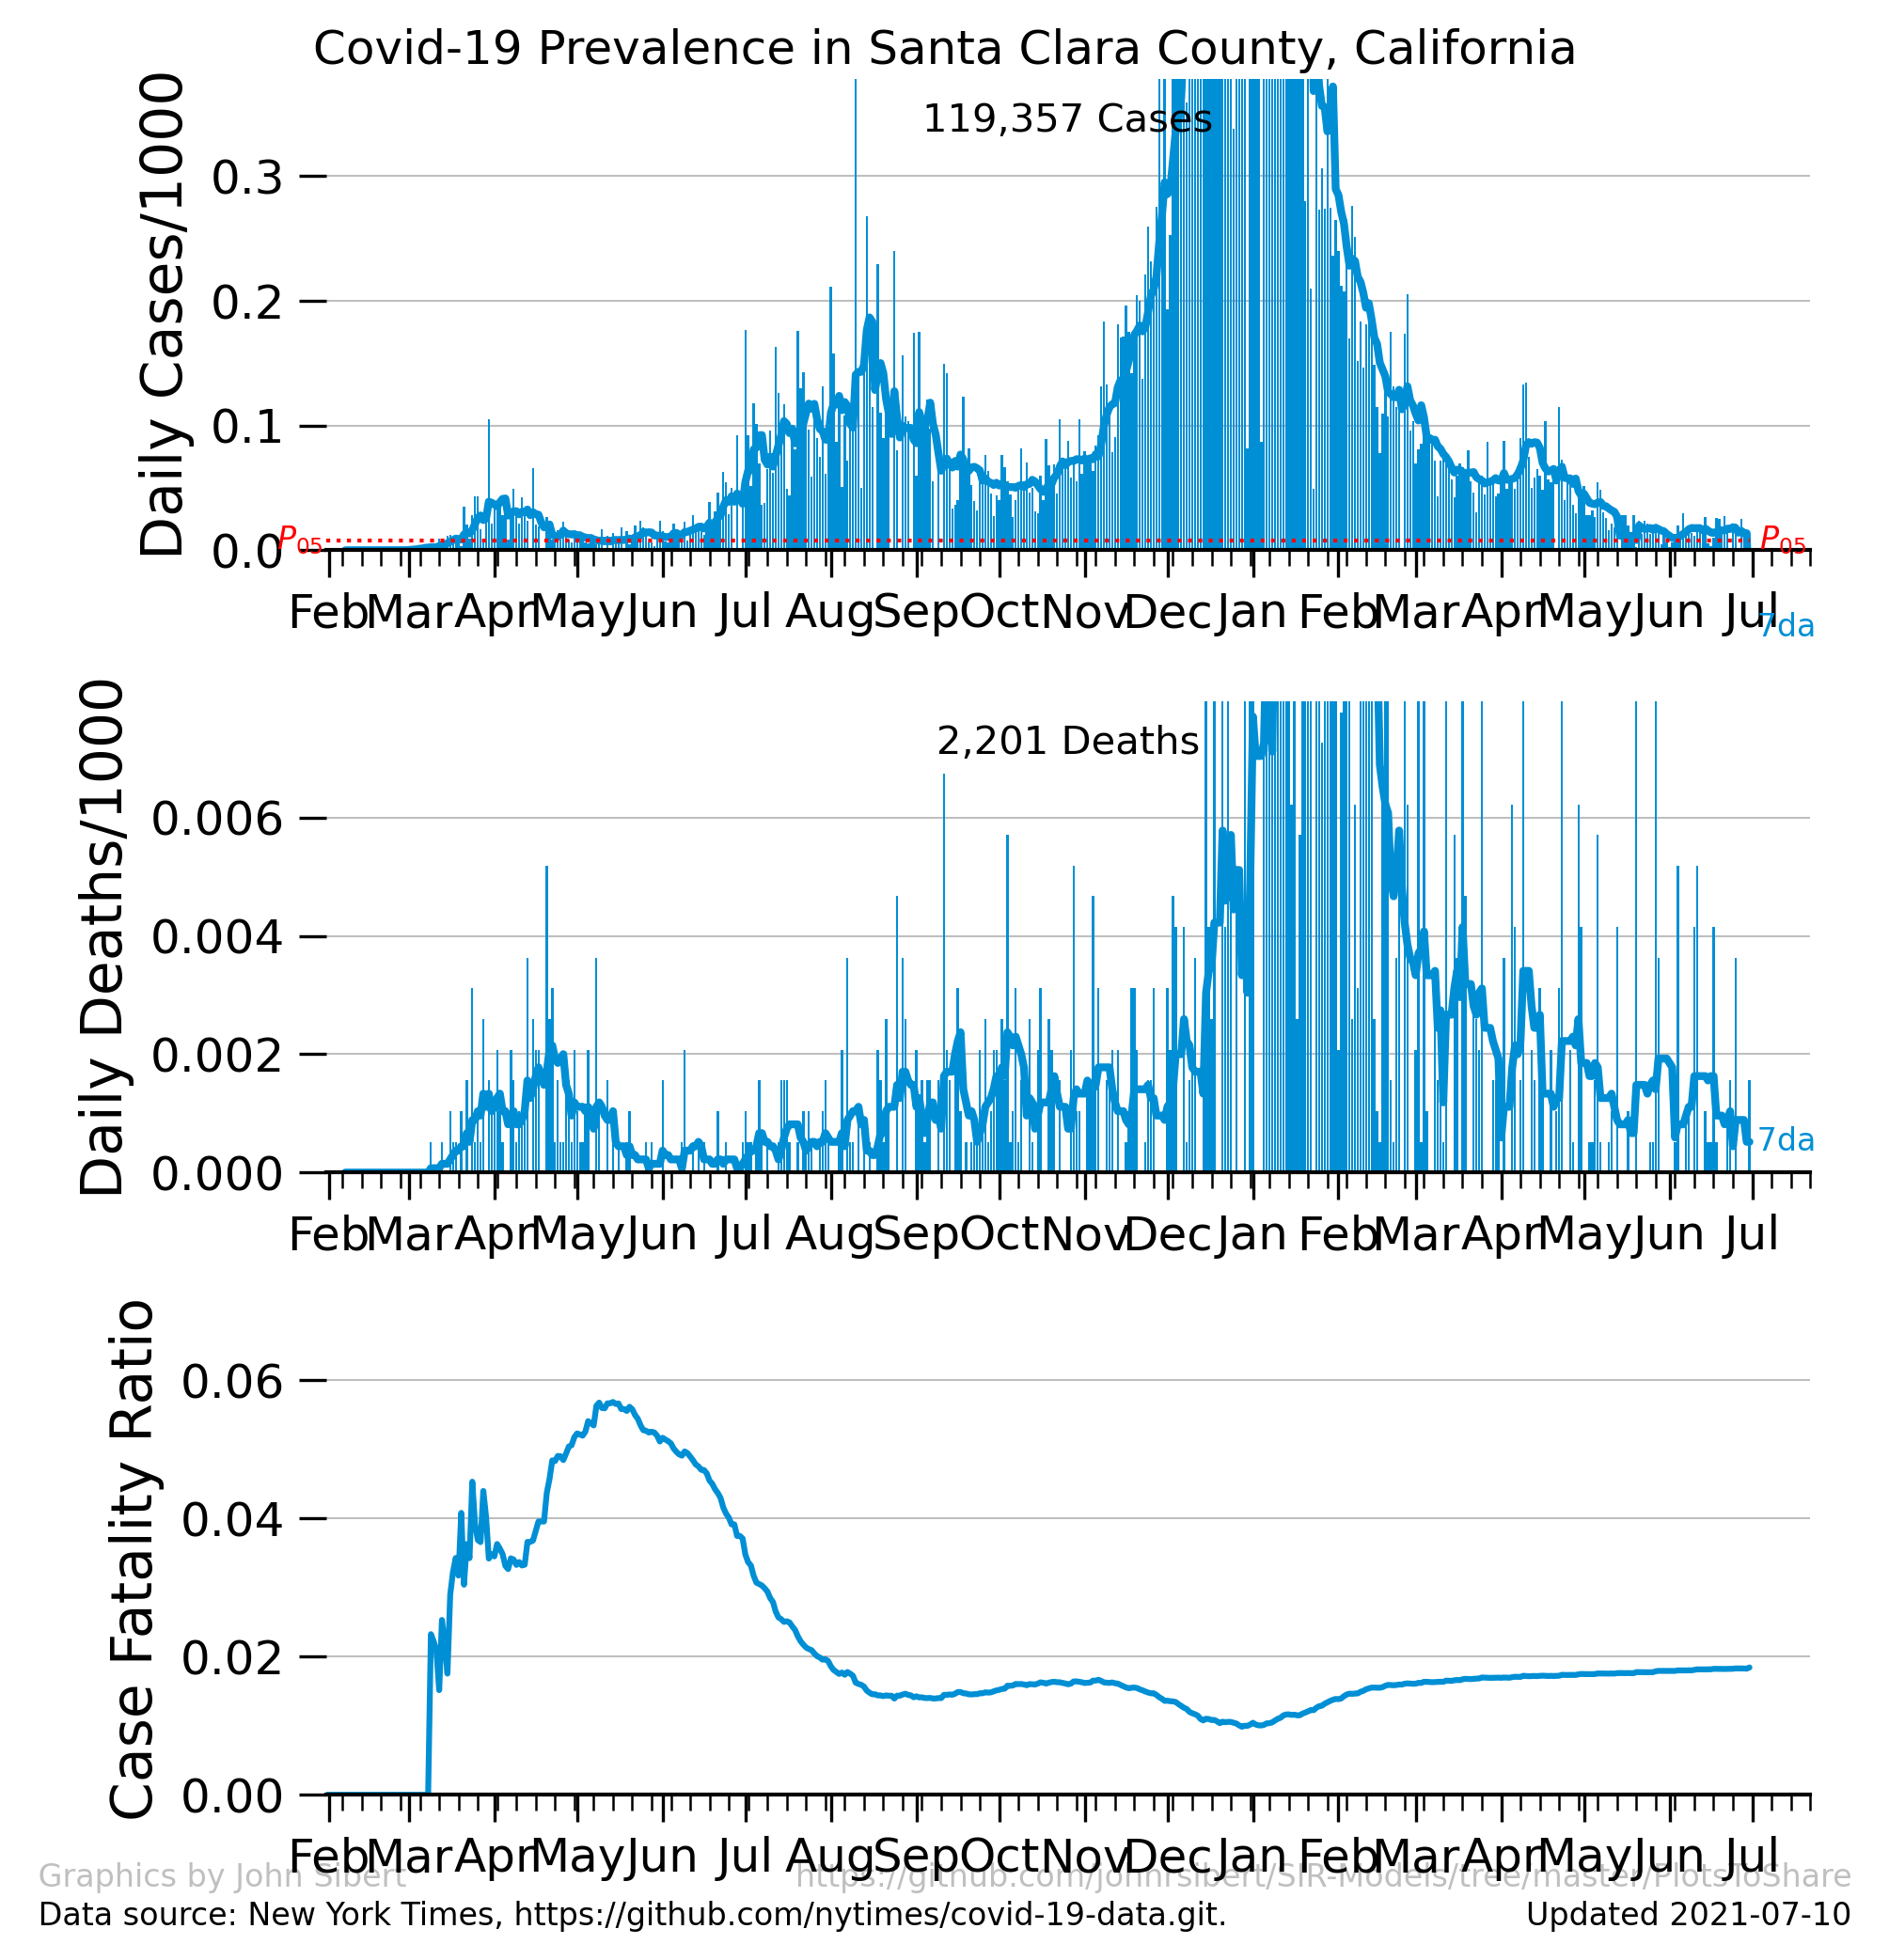 Covid-19 Prevalence in Santa Clara County, California
Daily Cases/1000
119,357 Cases
0.3
0.2
0.1
0.0
P05
P05
Feb Mar Apr May Jun Jul Aug Sep Oct Nov Dec Jan Feb Mar Apr May Jun Jul
7da
Daily Deaths/1000
2,201 Deaths
0.006
0.004
0.002
0.000
7da
Feb Mar Apr May Jun Jul Aug Sep Oct Nov Dec Jan Feb Mar Apr May Jun Jul
Case Fatality Ratio
0.06
0.04
0.02
0.00
Feb Mar Apr May Jun Jul Aug Sep Oct Nov Dec Jan Feb Mar Apr May Jun Jul
Graphics by John Sibert https://github.com/johnrsibert/SIR-Models/tree/master/PlotsToShare
Data source: New York Times, https://github.com/nytimes/covid-19-data.git. Updated 2021-07-10